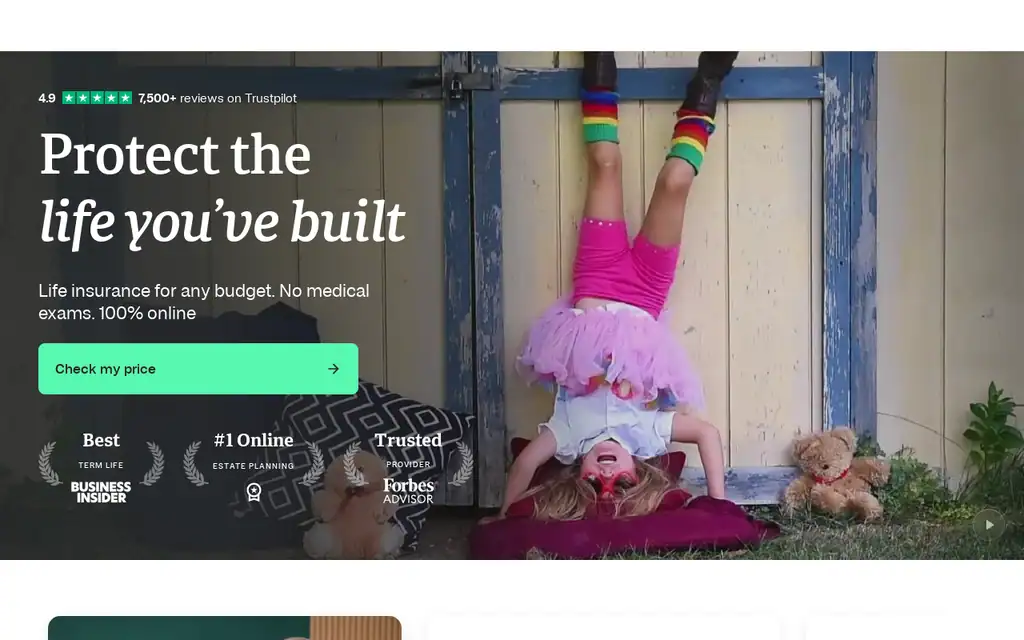 4.9 7,500+ reviews on Trustpilot
Protect the
life you've built
Life insurance for any budget. No medical
exams. 100% online
Check my price
Best
TERM LIFE
BUSINESS
INSIDER
#1 Online
ESTATE PLANNING
Trusted
PROVIDER
Forbes
ADVISOR